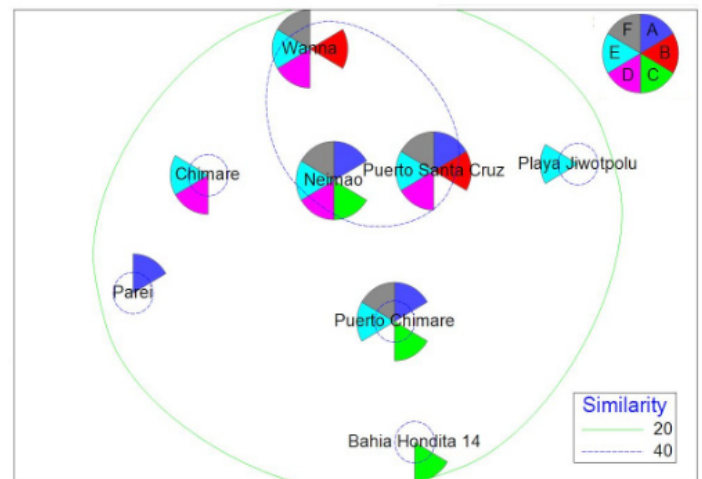 F A
E B
D C
Wanna
Chimare
Neimao
Puerto Santa Cruz
Playa Jiwotpolu
Parei
Puerto Chimare
Bahia Hondita 14
Similarity
20
40